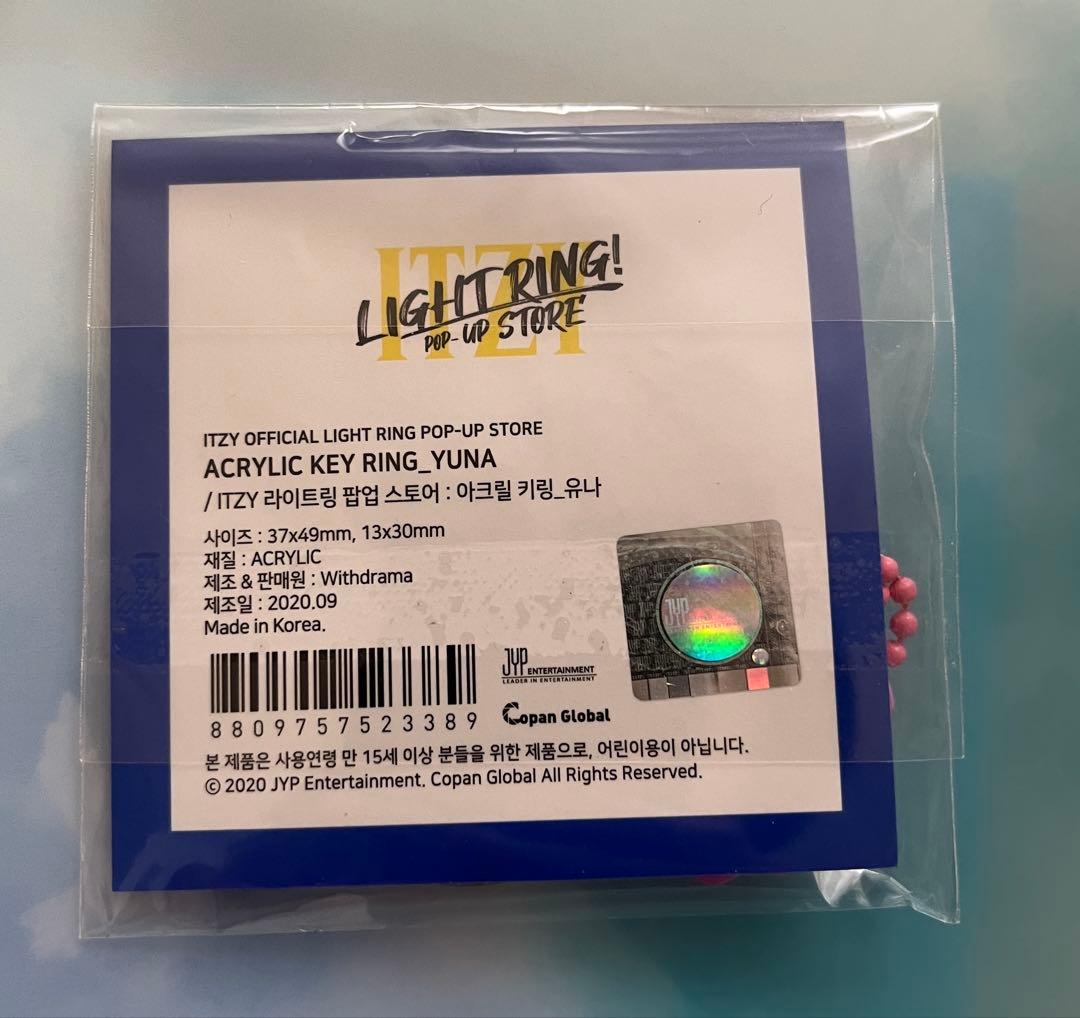 ITZY
LIGHT RING!
POP-UP STORE
ITZY OFFICIAL LIGHT RING POP-UP STORE
ACRYLIC KEY RING_YUNA
/ ITZY 라이트링 팝업 스토어 : 아크릴 키링_유나
사이즈 : 37x49mm, 13x30mm
재질 : ACRYLIC
제조 & 판매원 : Withdrama
제조일 : 2020.09
Made in Korea.
8809757523389
JYP ENTERTAINMENT
LEADER IN ENTERTAINMENT
Copan Global
JYP
본 제품은 사용연령 만 15세 이상 분들을 위한 제품으로, 어린이용이 아닙니다.
© 2020 JYP Entertainment. Copan Global All Rights Reserved.